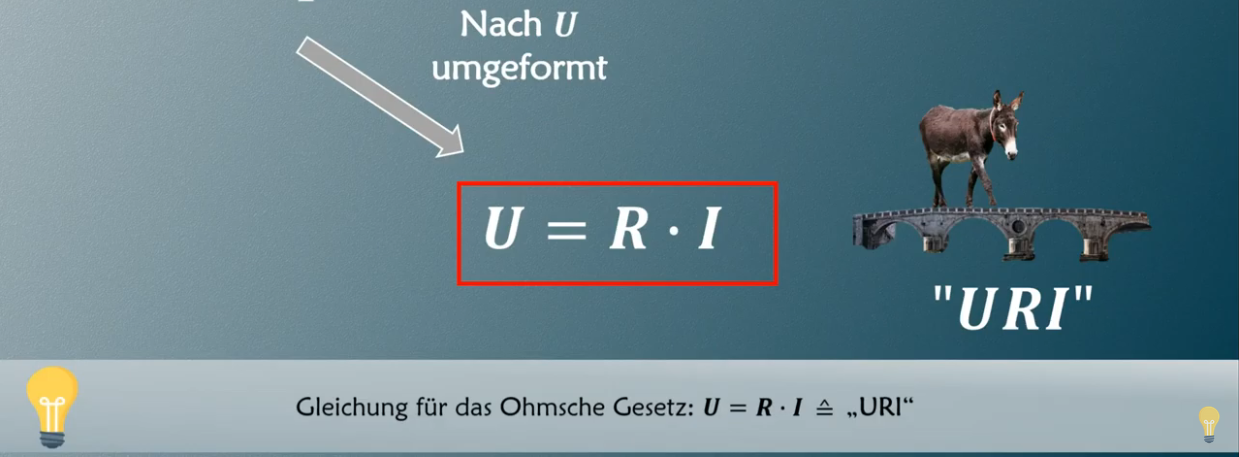 Nach U
umgeformt
U = R · I
"URI"
Gleichung für das Ohmsche Gesetz: U = R · I ≙ „URI“